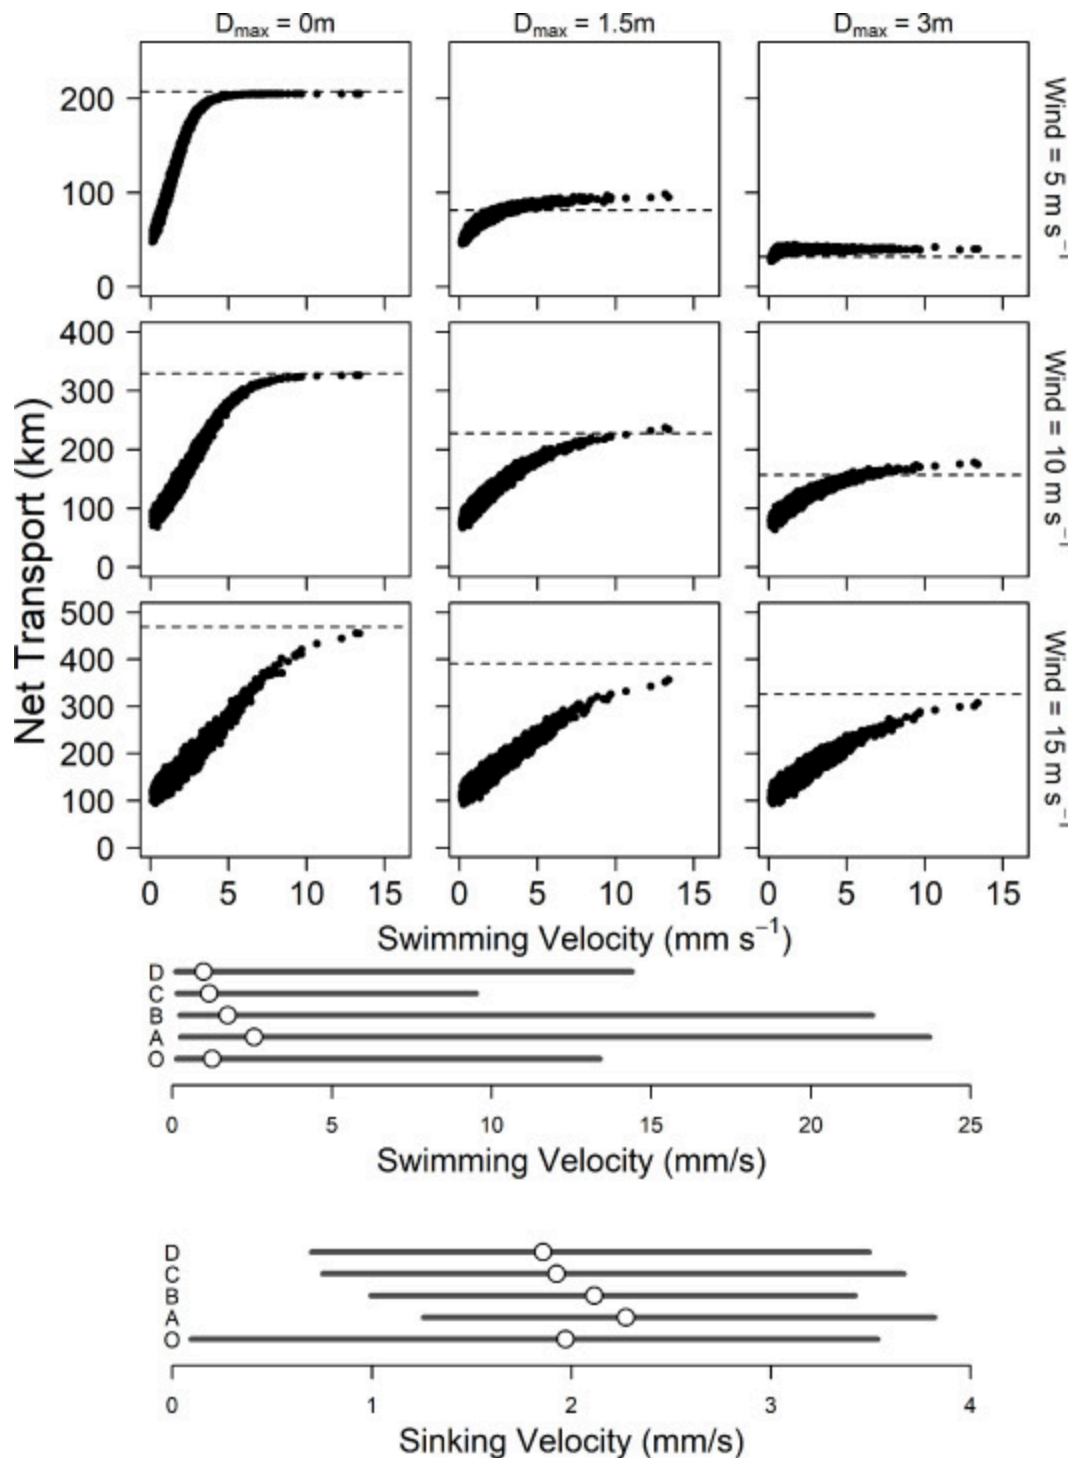 D_max = 0m
D_max = 1.5m
D_max = 3m
200
100
0
Wind = 5 m s⁻¹
400
300
200
100
0
Wind = 10 m s⁻¹
500
400
300
200
100
0
Wind = 15 m s⁻¹
Net Transport (km)
0 5 10 15
0 5 10 15
0 5 10 15
Swimming Velocity (mm s⁻¹)
D
C
B
A
O
0 5 10 15 20 25
Swimming Velocity (mm/s)
D
C
B
A
O
0 1 2 3 4
Sinking Velocity (mm/s)